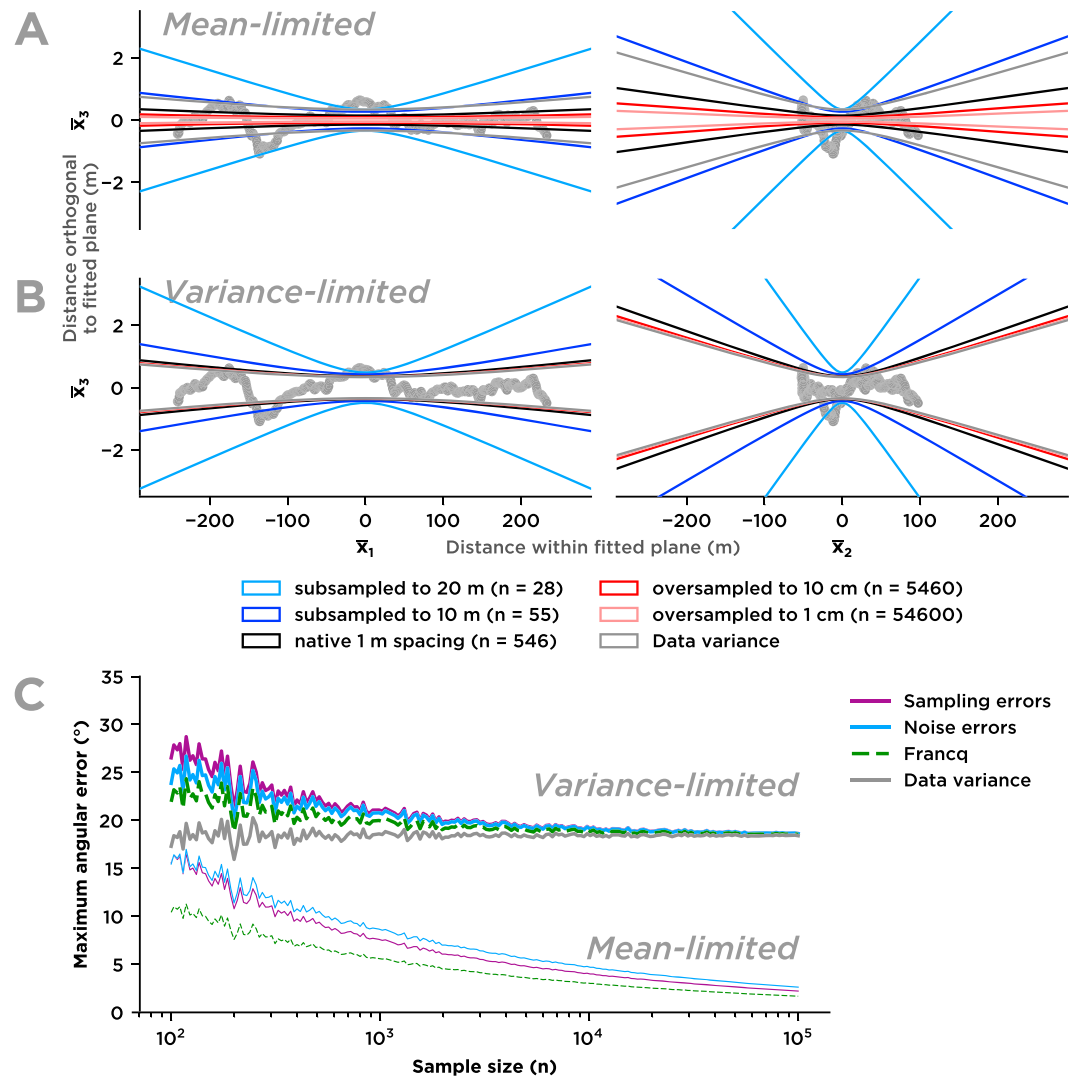 A
Mean-limited
2
0
−2
x̅3
Distance orthogonal
to fitted plane (m)
B
Variance-limited
2
0
−2
x̅3
−200
−100
0
100
200
−200
−100
0
100
200
x̅1
Distance within fitted plane (m)
x̅2
subsampled to 20 m (n = 28)
subsampled to 10 m (n = 55)
native 1 m spacing (n = 546)
oversampled to 10 cm (n = 5460)
oversampled to 1 cm (n = 54600)
Data variance
C
35
30
25
20
15
10
5
0
Maximum angular error (°)
Variance-limited
Mean-limited
Sampling errors
Noise errors
Francq
Data variance
10²
10³
10⁴
10⁵
Sample size (n)